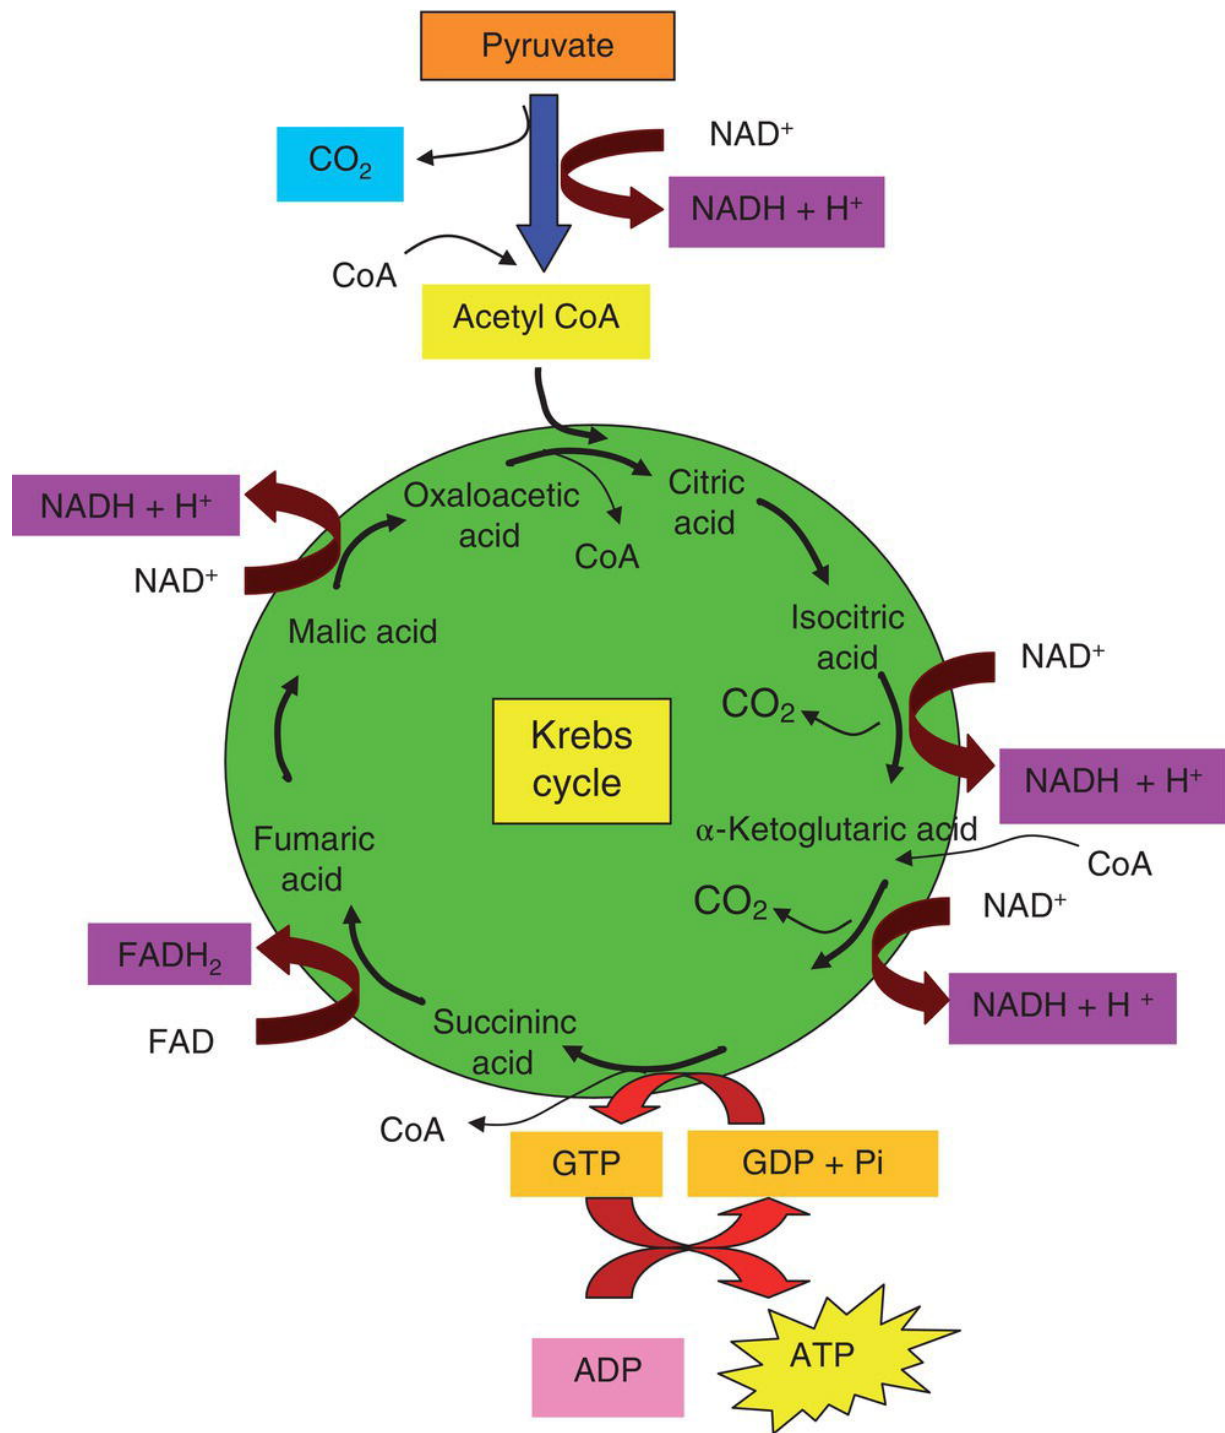 Pyruvate
NAD⁺
CO₂
NADH + H⁺
CoA
Acetyl CoA
NADH + H⁺
NAD⁺
Oxaloacetic
acid
CoA
Citric
acid
Malic acid
Isocitric
acid
NAD⁺
CO₂
NADH + H⁺
Krebs
cycle
α-Ketoglutaric acid
CoA
Fumaric
acid
CO₂
NAD⁺
FADH₂
NADH + H ⁺
FAD
Succininc
acid
CoA
GTP
GDP + Pi
ADP
ATP